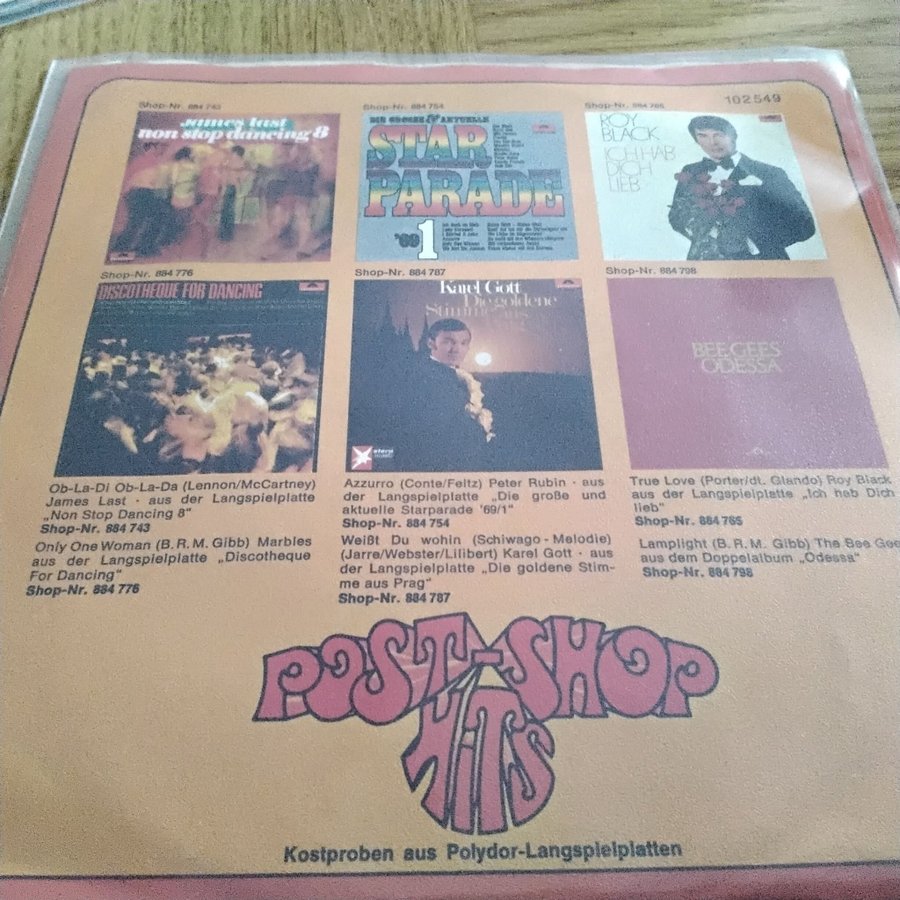 Shop-Nr. 884 743
Shop-Nr. 884 754
Shop-Nr. 884 765
102 549
james last
non stop dancing 8
DIE GROSSE & AKTUELLE
STAR
PARADE
'69 1
ROY
BLACK
ICH HAB
DICH
LIEB
Shop-Nr. 884 776
Shop-Nr. 884 787
Shop-Nr. 884 798
DISCOTHEQUE FOR DANCING
Karel Gott
Die goldene
Stimme aus
stern
BEE GEES
ODESSA
Ob-La-Di Ob-La-Da (Lennon/McCartney)
James Last · aus der Langspielplatte
„Non Stop Dancing 8"
Shop-Nr. 884 743
Only One Woman (B. R. M. Gibb) Marbles
aus der Langspielplatte „Discotheque
For Dancing"
Shop-Nr. 884 776
Azzurro (Conte/Feltz) Peter Rubin · aus
der Langspielplatte „Die große und
aktuelle Starparade '69/1"
Shop-Nr. 884 754
Weißt Du wohin (Schiwago-Melodie)
(Jarre/Webster/Lilibert) Karel Gott · aus
der Langspielplatte „Die goldene Stim-
me aus Prag"
Shop-Nr. 884 787
True Love (Porter/dt. Glando) Roy Black
aus der Langspielplatte „Ich hab Dich
lieb"
Shop-Nr. 884 765
Lamplight (B. R. M. Gibb) The Bee Gee
aus dem Doppelalbum „Odessa"
Shop-Nr. 884 798
POST-SHOP
HITS
Kostproben aus Polydor-Langspielplatten